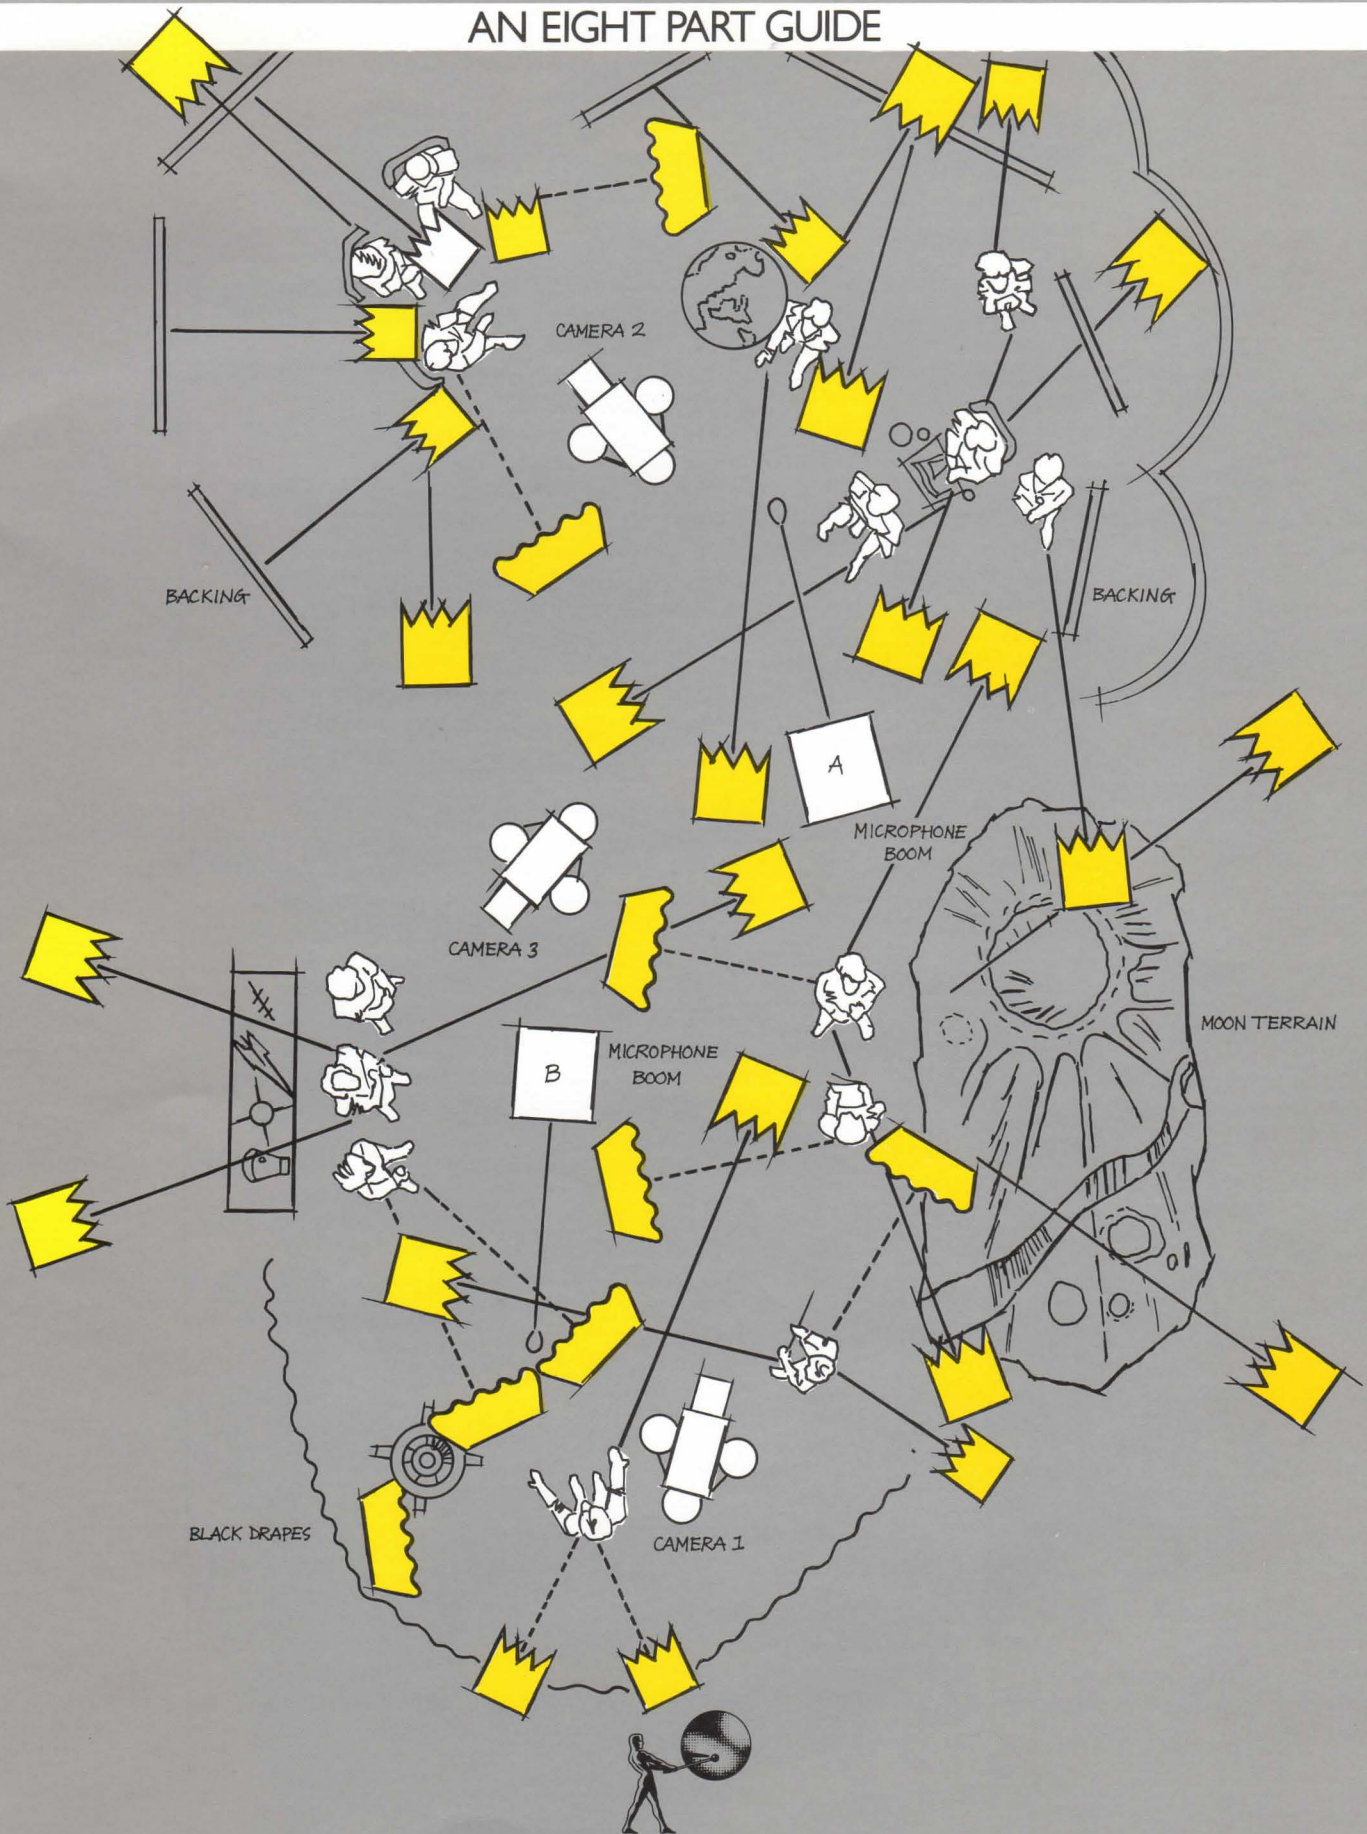 AN EIGHT PART GUIDE
CAMERA 2
BACKING
BACKING
A
MICROPHONE
BOOM
CAMERA 3
MOON TERRAIN
MICROPHONE
BOOM
B
BLACK DRAPES
CAMERA 1